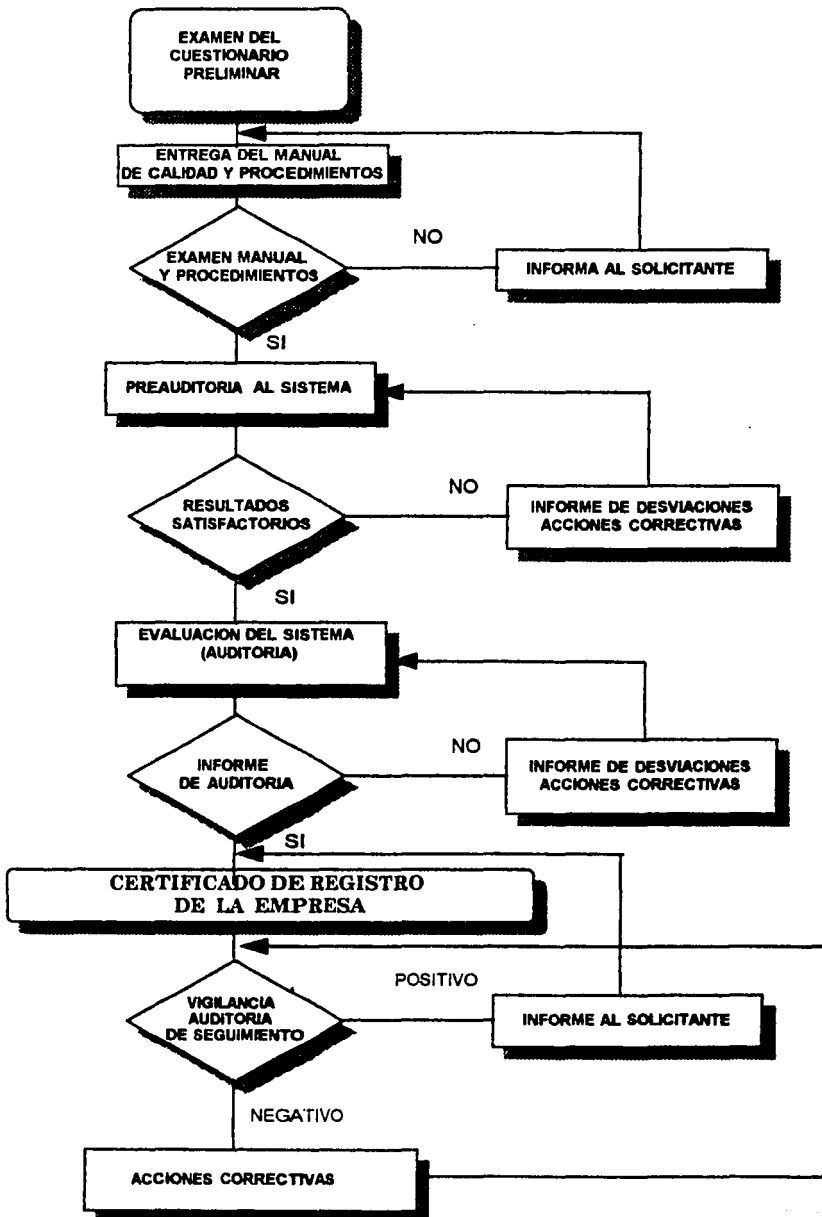 EXAMEN DEL
CUESTIONARIO
PRELIMINAR
ENTREGA DEL MANUAL
DE CALIDAD Y PROCEDIMIENTOS
EXAMEN MANUAL
Y PROCEDIMIENTOS
NO
INFORMA AL SOLICITANTE
SI
PREAUDITORIA AL SISTEMA
RESULTADOS
SATISFACTORIOS
NO
INFORME DE DESVIACIONES
ACCIONES CORRECTIVAS
SI
EVALUACION DEL SISTEMA
(AUDITORIA)
INFORME
DE AUDITORIA
NO
INFORME DE DESVIACIONES
ACCIONES CORRECTIVAS
SI
CERTIFICADO DE REGISTRO
DE LA EMPRESA
VIGILANCIA
AUDITORIA
DE SEGUIMIENTO
POSITIVO
INFORME AL SOLICITANTE
NEGATIVO
ACCIONES CORRECTIVAS